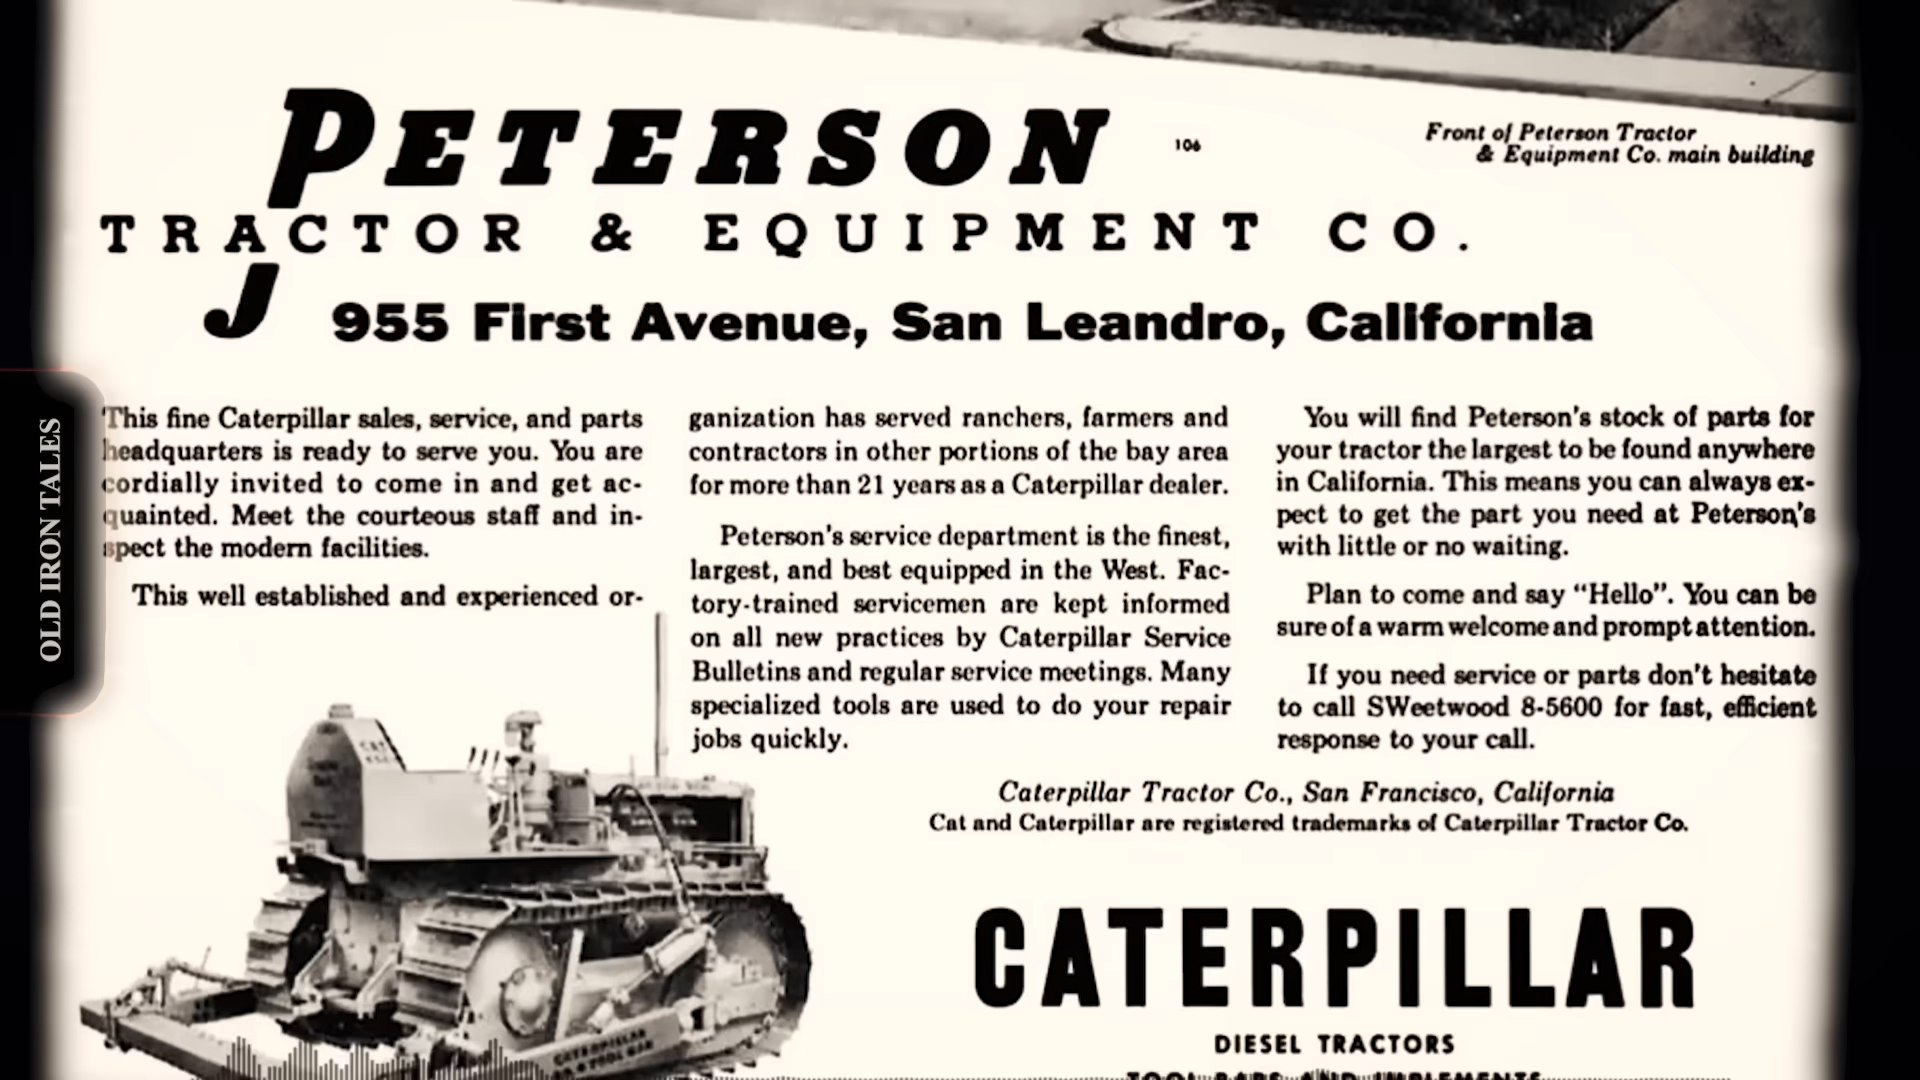 PETERSON
106
Front of Peterson Tractor
& Equipment Co. main building
TRACTOR & EQUIPMENT CO.
955 First Avenue, San Leandro, California
OLD IRON TALES
This fine Caterpillar sales, service, and parts
headquarters is ready to serve you. You are
cordially invited to come in and get ac-
quainted. Meet the courteous staff and in-
spect the modern facilities.
This well established and experienced or-
ganization has served ranchers, farmers and
contractors in other portions of the bay area
for more than 21 years as a Caterpillar dealer.
Peterson's service department is the finest,
largest, and best equipped in the West. Fac-
tory-trained servicemen are kept informed
on all new practices by Caterpillar Service
Bulletins and regular service meetings. Many
specialized tools are used to do your repair
jobs quickly.
You will find Peterson's stock of parts for
your tractor the largest to be found anywhere
in California. This means you can always ex-
pect to get the part you need at Peterson's
with little or no waiting.
Plan to come and say “Hello”. You can be
sure of a warm welcome and prompt attention.
If you need service or parts don't hesitate
to call SWeetwood 8-5600 for fast, efficient
response to your call.
Caterpillar Tractor Co., San Francisco, California
Cat and Caterpillar are registered trademarks of Caterpillar Tractor Co.
CAT
CATERPILLAR
TOOL BAR
CATERPILLAR
DIESEL TRACTORS
TOOL BARS AND IMPLEMENTS